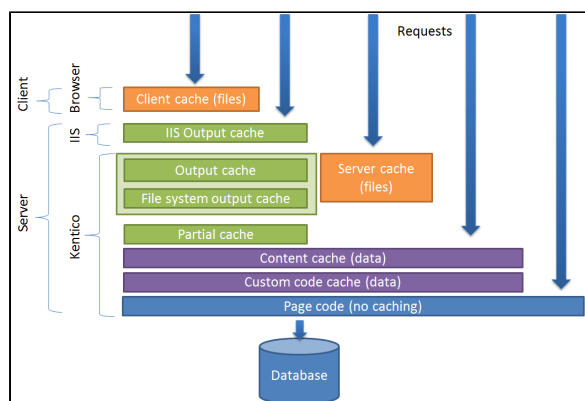 Requests
Client
Browser
Client cache (files)
Server
IIS
IIS Output cache
Kentico
Output cache
File system output cache
Server cache
(files)
Partial cache
Content cache (data)
Custom code cache (data)
Page code (no caching)
Database